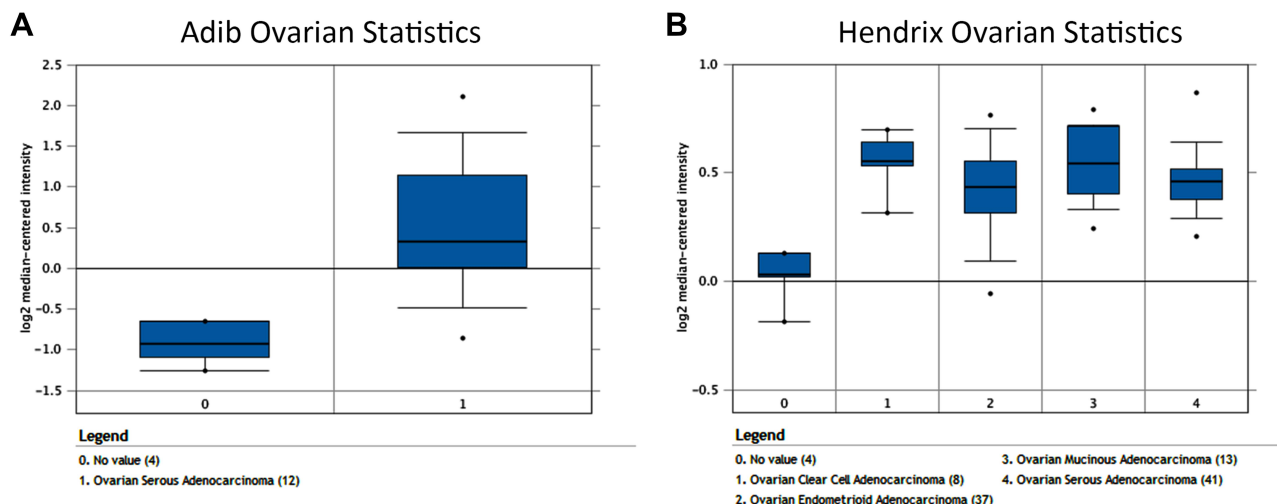 A
Adib Ovarian Statistics
log2 median-centered intensity
2.5
2.0
1.5
1.0
0.5
0.0
-0.5
-1.0
-1.5
0
1
Legend
0. No value (4)
1. Ovarian Serous Adenocarcinoma (12)
B
Hendrix Ovarian Statistics
log2 median-centered intensity
1.0
0.5
0.0
-0.5
0
1
2
3
4
Legend
0. No value (4)
1. Ovarian Clear Cell Adenocarcinoma (8)
2. Ovarian Endometrioid Adenocarcinoma (37)
3. Ovarian Mucinous Adenocarcinoma (13)
4. Ovarian Serous Adenocarcinoma (41)